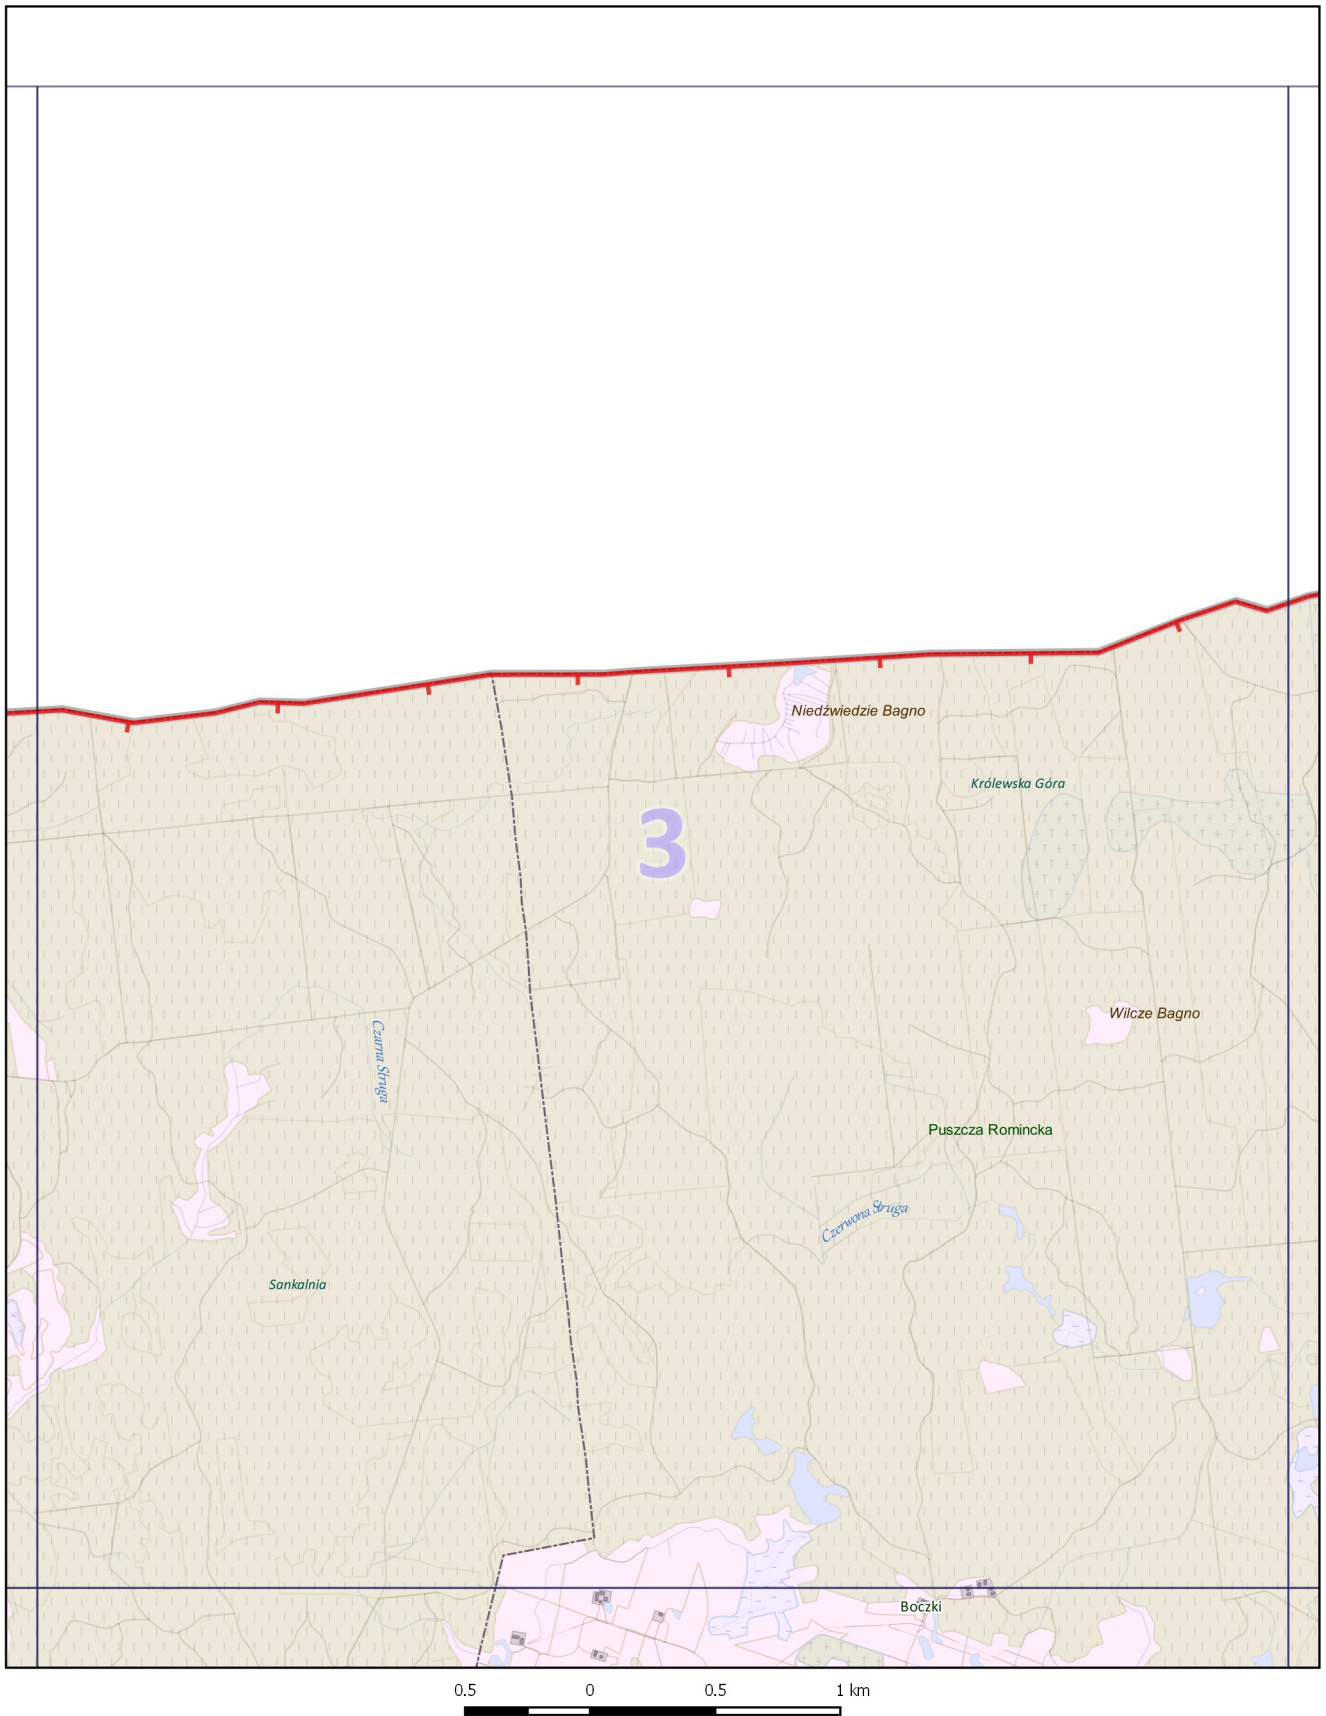 Niedźwiedzie Bagno
Królewska Góra
3
Wilcze Bagno
Czarna Struga
Puszcza Romincka
Czerwona Struga
Sankalnia
Boczki
0.5 0 0.5 1 km